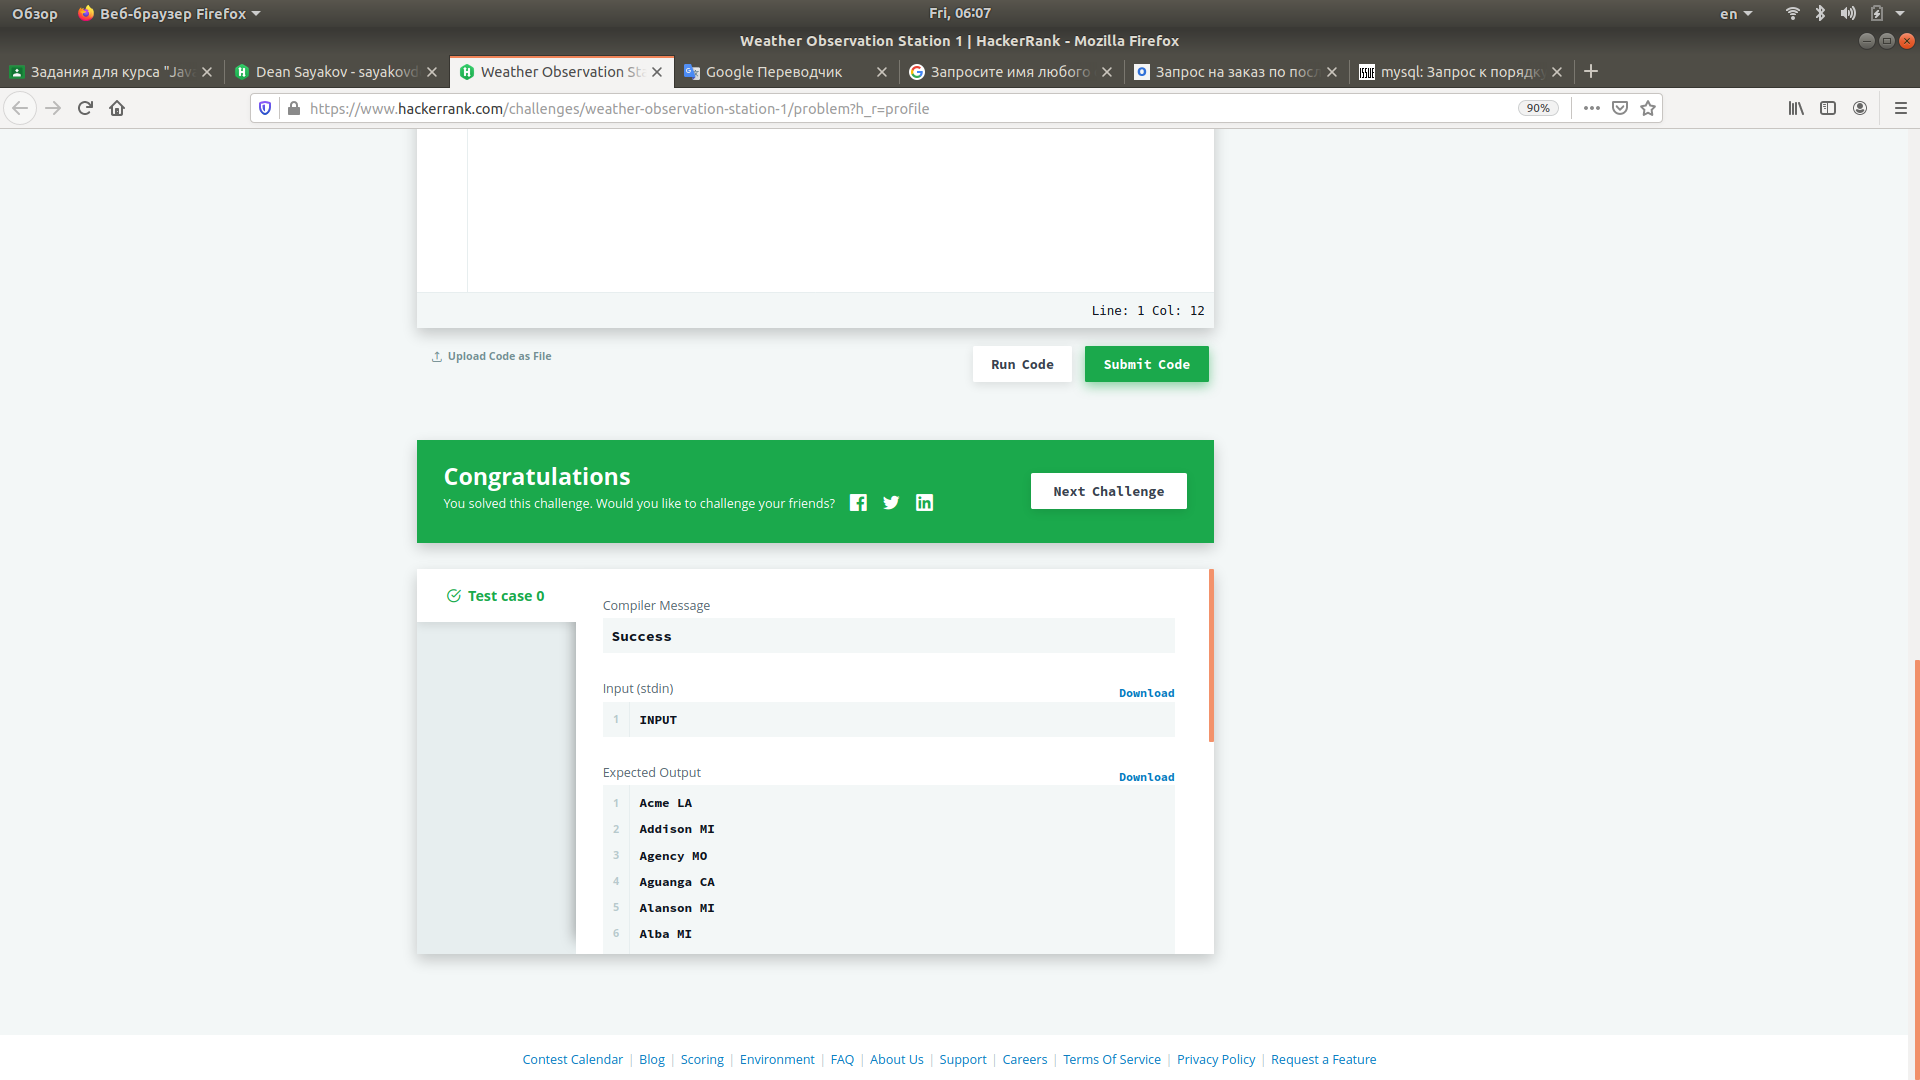 Обзор Веб-браузер Firefox Fri, 06:07 en
Weather Observation Station 1 | HackerRank - Mozilla Firefox
Задания для курса "Jav Dean Sayakov - sayakovd Weather Observation St Google Переводчик Запросите имя любого Запрос на заказ по пос mysql: Запрос к порядк
https://www.hackerrank.com/challenges/weather-observation-station-1/problem?h_r=profile 90%
Line: 1 Col: 12
Upload Code as File Run Code Submit Code
Congratulations
You solved this challenge. Would you like to challenge your friends? Next Challenge
Test case 0
Compiler Message
Success
Input (stdin) Download
1 INPUT
Expected Output Download
1 Acme LA
2 Addison MI
3 Agency MO
4 Aguanga CA
5 Alanson MI
6 Alba MI
Contest Calendar | Blog | Scoring | Environment | FAQ | About Us | Support | Careers | Terms Of Service | Privacy Policy | Request a Feature